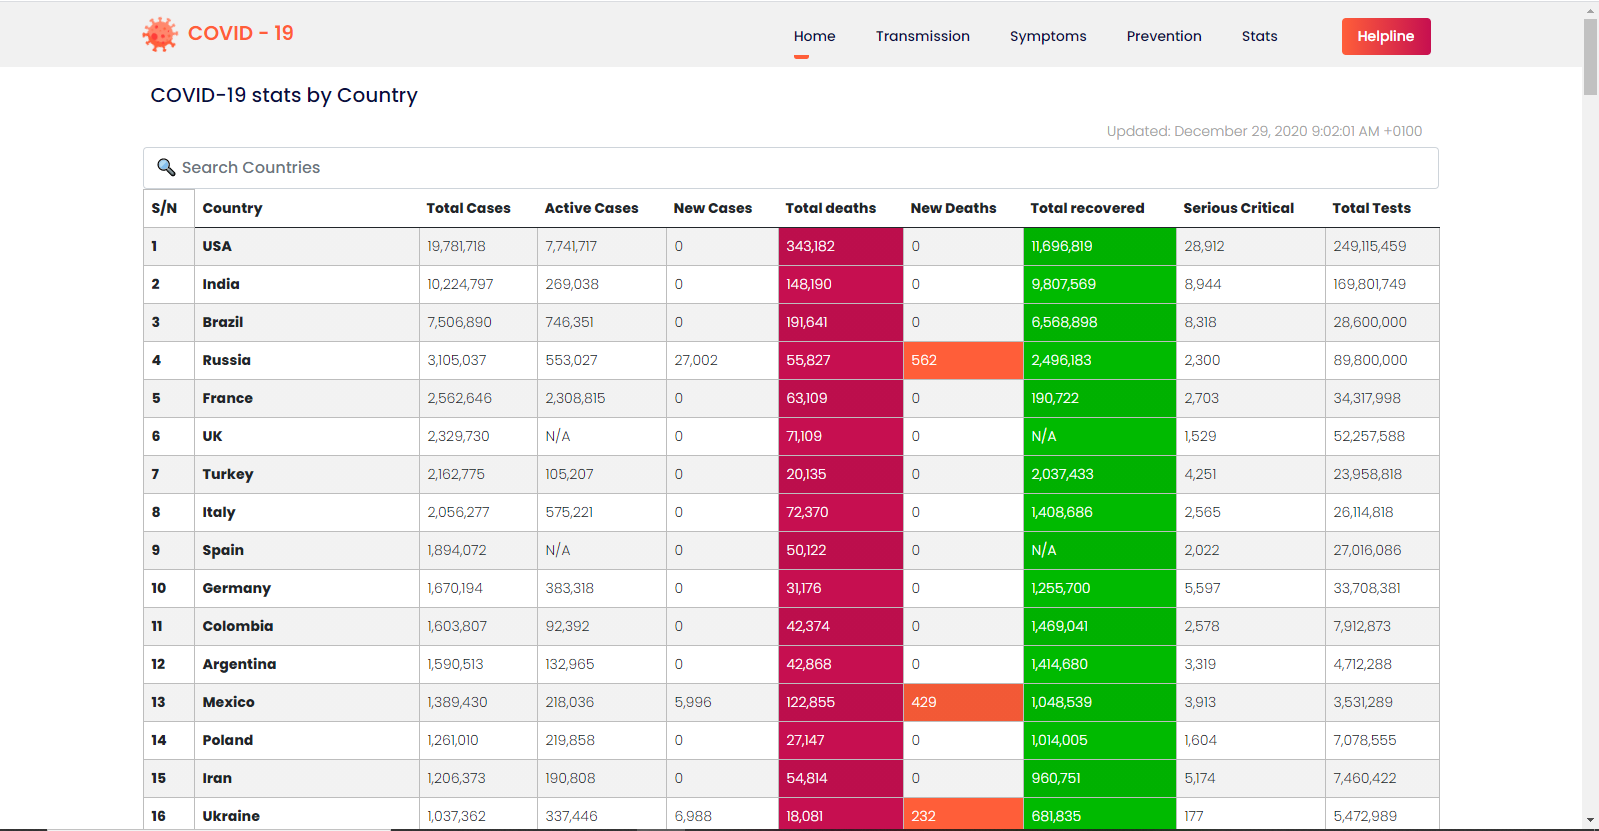 COVID - 19 Home Transmission Symptoms Prevention Stats Helpline
COVID-19 stats by Country
Updated: December 29, 2020 9:02:01 AM +0100
Search Countries
S/N Country Total Cases Active Cases New Cases Total deaths New Deaths Total recovered Serious Critical Total Tests
1 USA 19,781,718 7,741,717 0 343,182 0 11,696,819 28,912 249,115,459
2 India 10,224,797 269,038 0 148,190 0 9,807,569 8,944 169,801,749
3 Brazil 7,506,890 746,351 0 191,641 0 6,568,898 8,318 28,600,000
4 Russia 3,105,037 553,027 27,002 55,827 562 2,496,183 2,300 89,800,000
5 France 2,562,646 2,308,815 0 63,109 0 190,722 2,703 34,317,998
6 UK 2,329,730 N/A 0 71,109 0 N/A 1,529 52,257,588
7 Turkey 2,162,775 105,207 0 20,135 0 2,037,433 4,251 23,958,818
8 Italy 2,056,277 575,221 0 72,370 0 1,408,686 2,565 26,114,818
9 Spain 1,894,072 N/A 0 50,122 0 N/A 2,022 27,016,086
10 Germany 1,670,194 383,318 0 31,176 0 1,255,700 5,597 33,708,381
11 Colombia 1,603,807 92,392 0 42,374 0 1,469,041 2,578 7,912,873
12 Argentina 1,590,513 132,965 0 42,868 0 1,414,680 3,319 4,712,288
13 Mexico 1,389,430 218,036 5,996 122,855 429 1,048,539 3,913 3,531,289
14 Poland 1,261,010 219,858 0 27,147 0 1,014,005 1,604 7,078,555
15 Iran 1,206,373 190,808 0 54,814 0 960,751 5,174 7,460,422
16 Ukraine 1,037,362 337,446 6,988 18,081 232 681,835 177 5,472,989